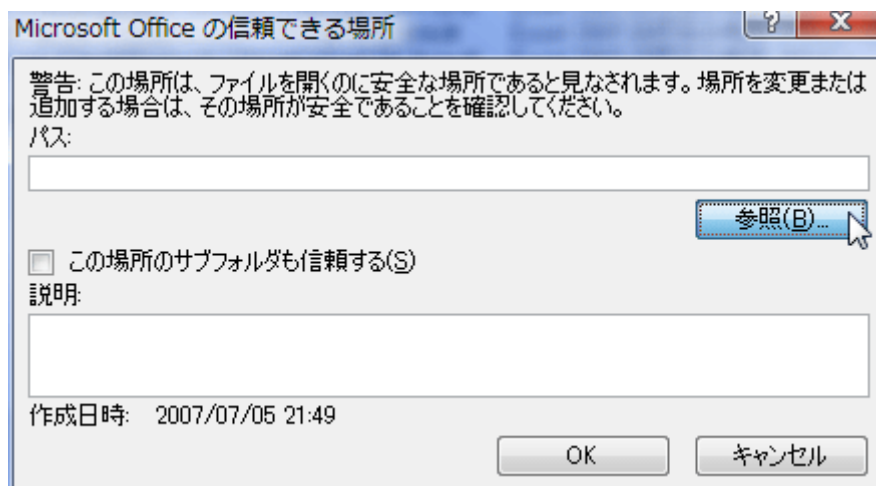 Microsoft Office の信頼できる場所
警告: この場所は、ファイルを開くのに安全な場所であると見なされます。場所を変更または
追加する場合は、その場所が安全であることを確認してください。
パス:
参照(B)...
この場所のサブフォルダも信頼する(S)
説明:
作成日時: 2007/07/05 21:49
OK キャンセル